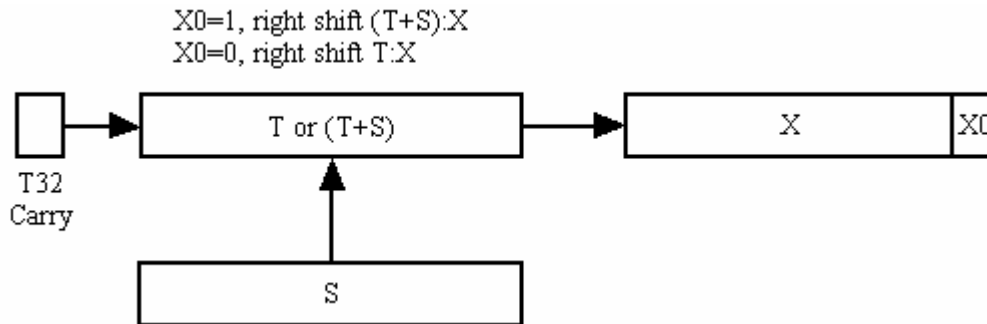 X0=1, right shift (T+S):X
X0=0, right shift T:X
T or (T+S)
X
X0
T32
Carry
S